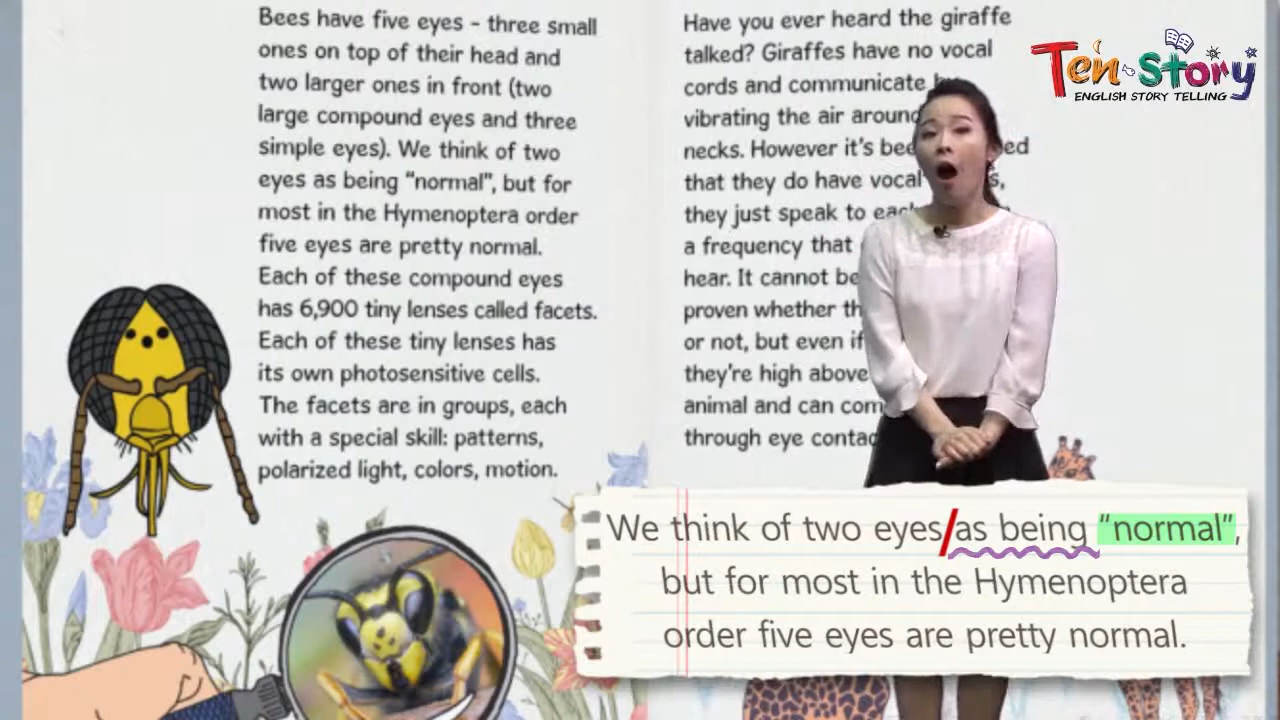 Bees have five eyes - three small
ones on top of their head and
two larger ones in front (two
large compound eyes and three
simple eyes). We think of two
eyes as being "normal", but for
most in the Hymenoptera order
five eyes are pretty normal.
Each of these compound eyes
has 6,900 tiny lenses called facets.
Each of these tiny lenses has
its own photosensitive cells.
The facets are in groups, each
with a special skill: patterns,
polarized light, colors, motion.
Have you ever heard the giraffe
talked? Giraffes have no vocal
cords and communicate
vibrating the air around
necks. However it's
that they do have vocal
they just speak to
a frequency that
hear. It cannot be
proven whether
or not, but even if
they're high above
animal and can
through eye
Ten-Story
ENGLISH STORY TELLING
We think of two eyes/as being "normal",
but for most in the Hymenoptera
order five eyes are pretty normal.